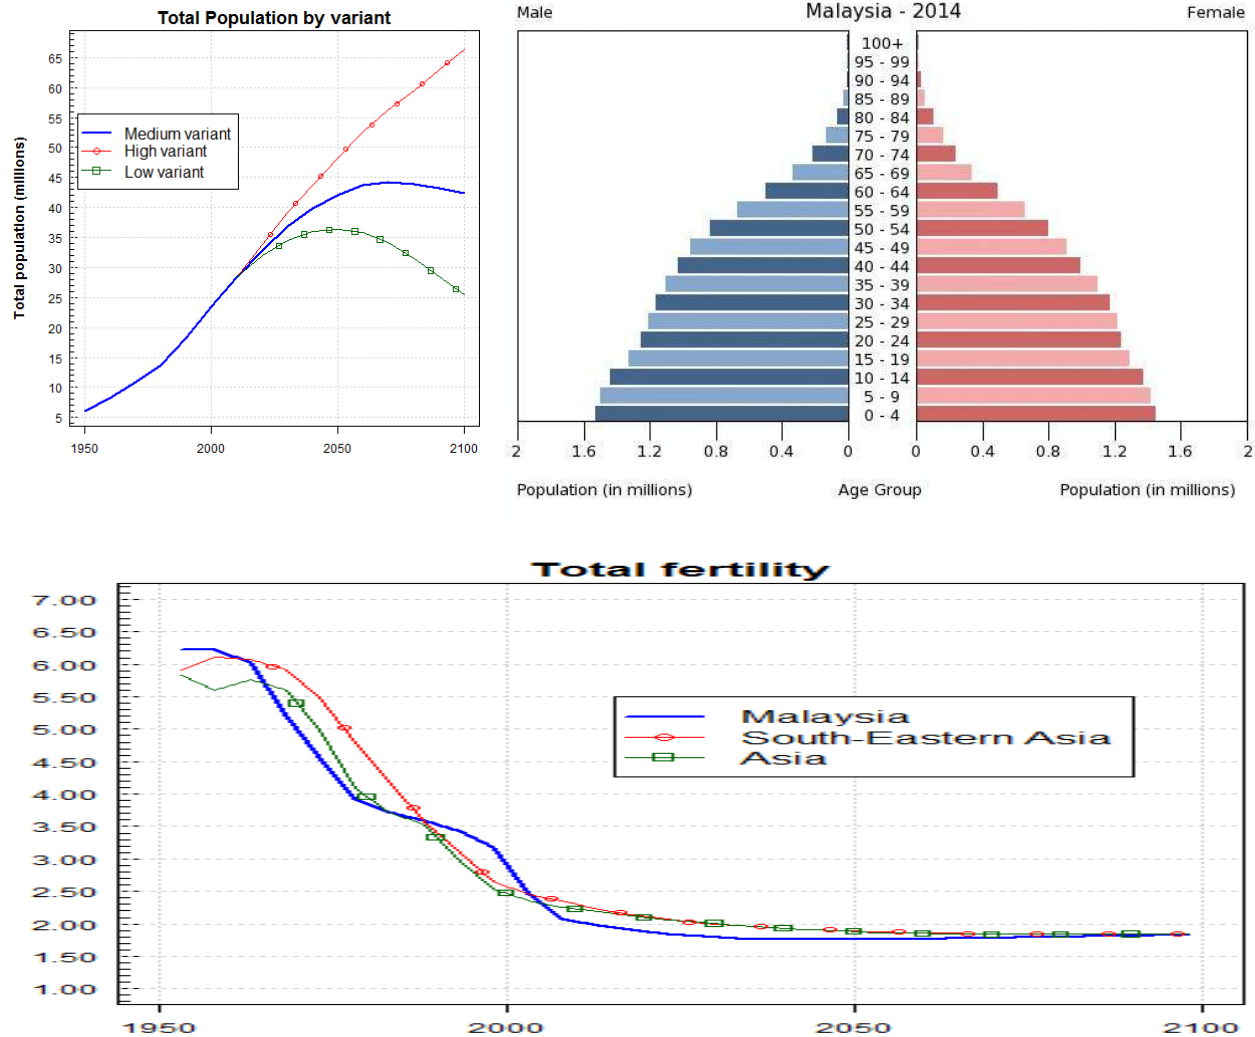 Total Population by variant
Total population (millions)
65
60
55
50
45
40
35
30
25
20
15
10
5
Medium variant
High variant
Low variant
1950
2000
2050
2100
Male
Malaysia - 2014
Female
100+
95 - 99
90 - 94
85 - 89
80 - 84
75 - 79
70 - 74
65 - 69
60 - 64
55 - 59
50 - 54
45 - 49
40 - 44
35 - 39
30 - 34
25 - 29
20 - 24
15 - 19
10 - 14
5 - 9
0 - 4
2 1.6 1.2 0.8 0.4 0
0 0.4 0.8 1.2 1.6 2
Population (in millions)
Age Group
Population (in millions)
Total fertility
7.00
6.50
6.00
5.50
5.00
4.50
4.00
3.50
3.00
2.50
2.00
1.50
1.00
Malaysia
South-Eastern Asia
Asia
1950
2000
2050
2100